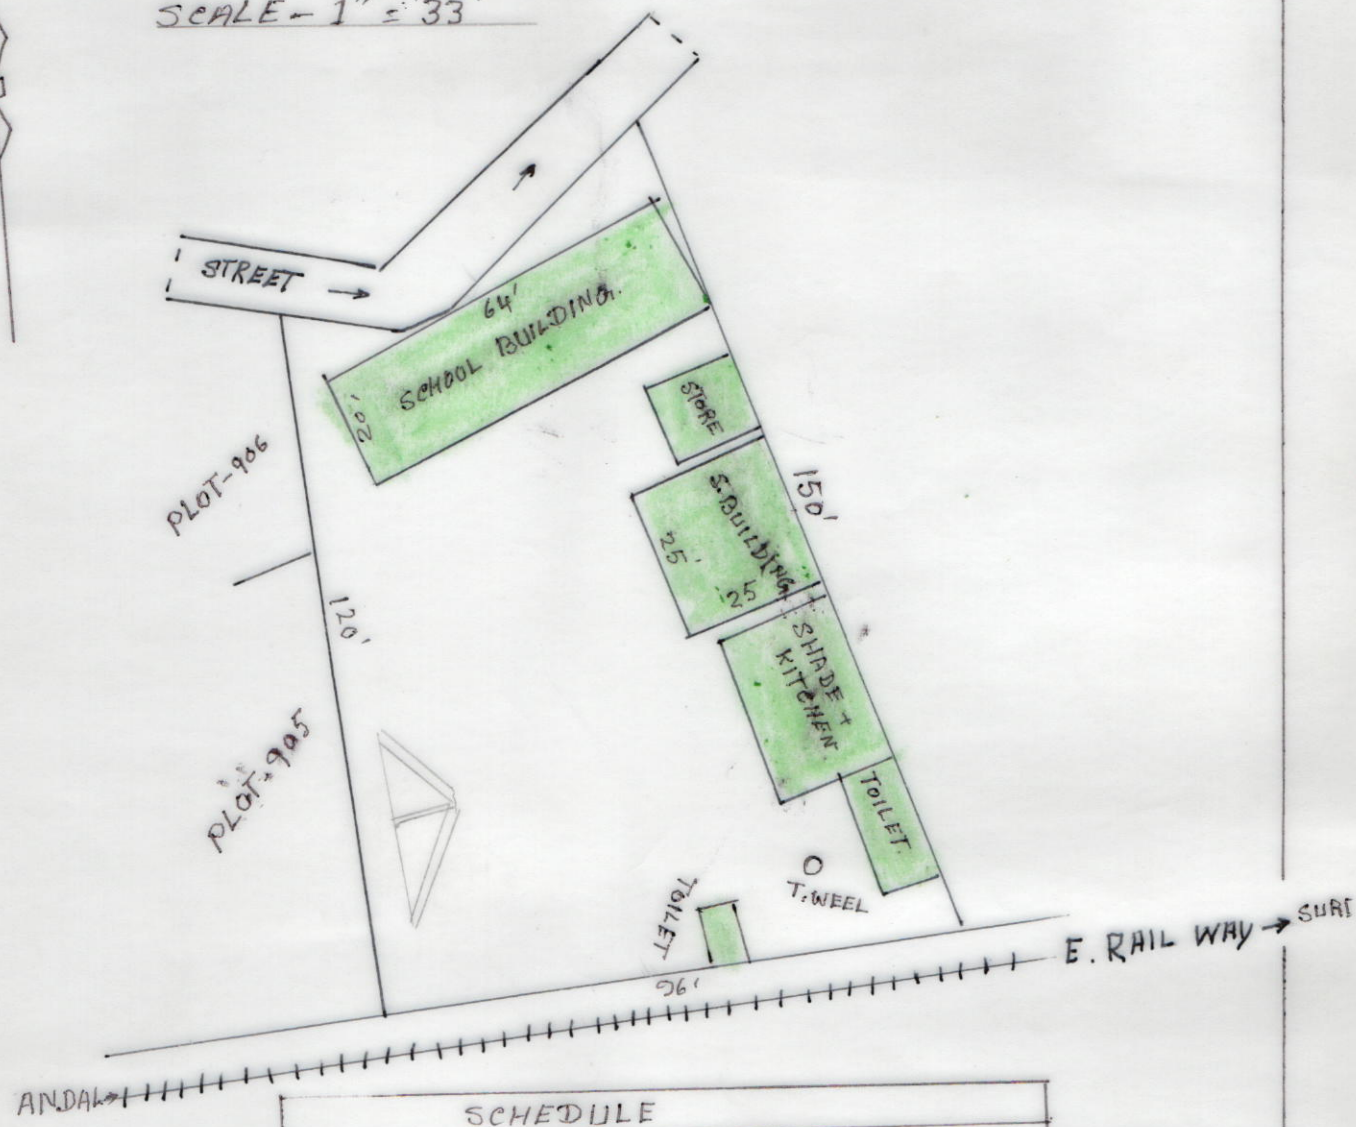 SCALE - 1" = 33'
STREET →
64'
SCHOOL BUILDING.
20'
STORE
PLOT-906
150'
S.BUILDING +
25'
25'
120'
SHADE +
KITCHEN
PLOT-905
TOILET.
T.WEEL
TOILET
96'
E. RAIL WAY → SURI
ANDAL →
SCHEDULE